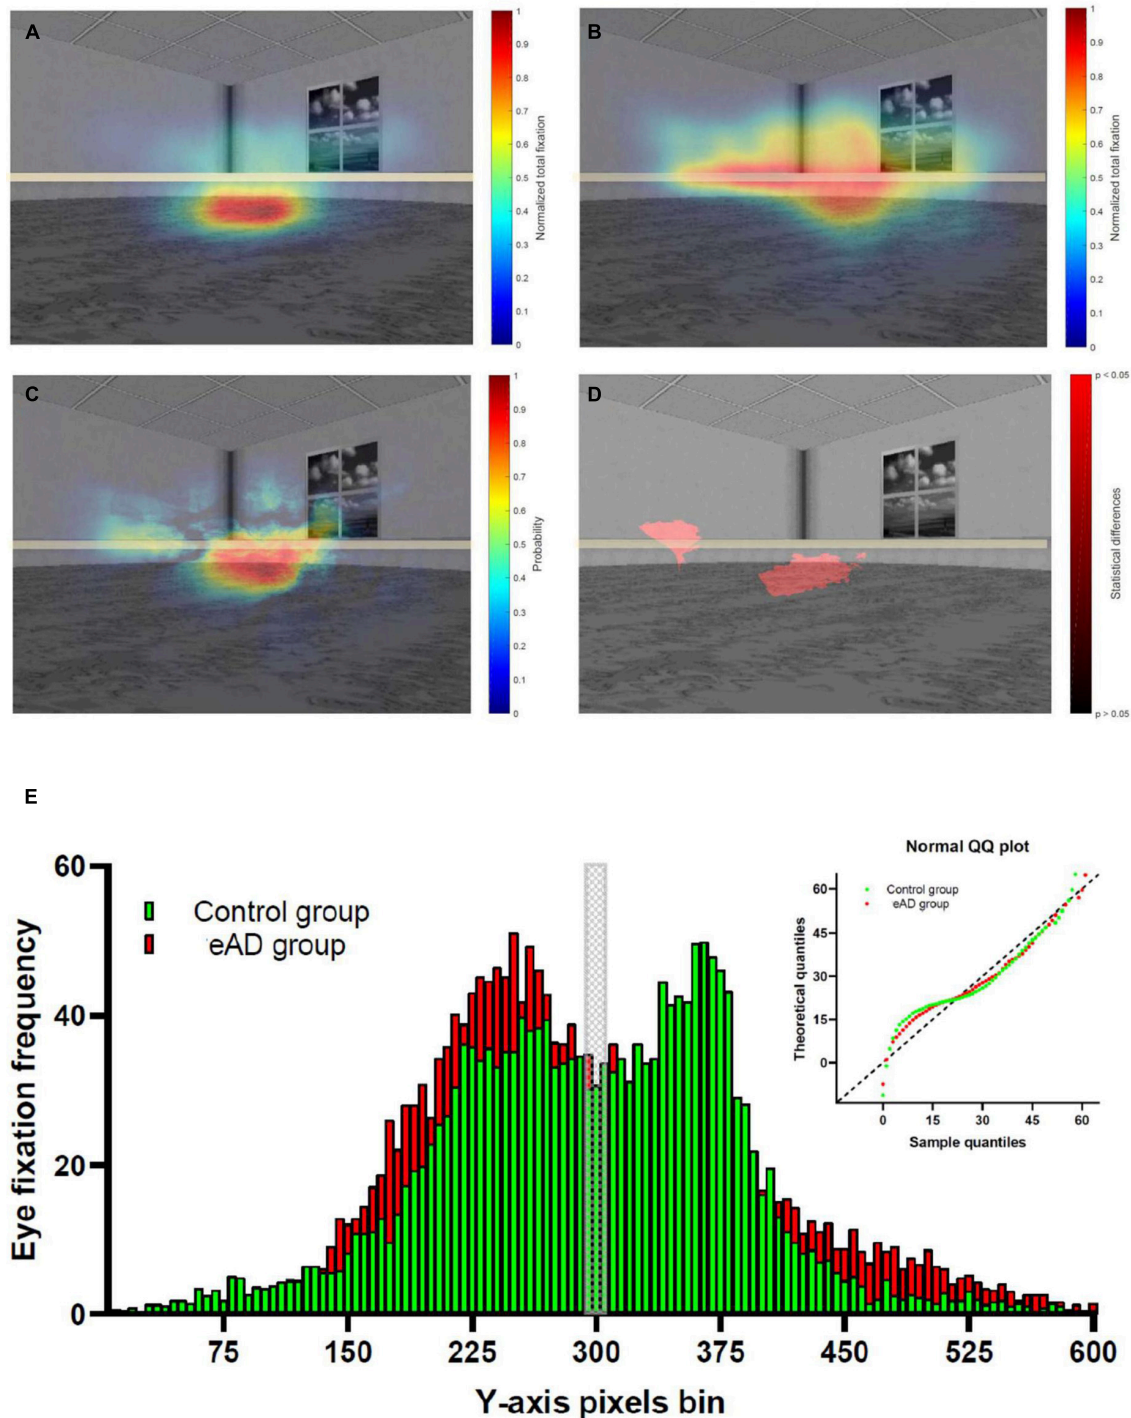 A
1
0.9
0.8
0.7
0.6
0.5
0.4
0.3
0.2
0.1
0
Normalized total fixation
B
1
0.9
0.8
0.7
0.6
0.5
0.4
0.3
0.2
0.1
0
Normalized total fixation
C
1
0.9
0.8
0.7
0.6
0.5
0.4
0.3
0.2
0.1
0
Probability
D
p < 0.05
Statistical differences
p > 0.05
E
60
40
20
0
Eye fixation frequency
Control group
eAD group
75 150 225 300 375 450 525 600
Y-axis pixels bin
Normal QQ plot
Control group
eAD group
60
45
30
15
0
Theoretical quantiles
0 15 30 45 60
Sample quantiles